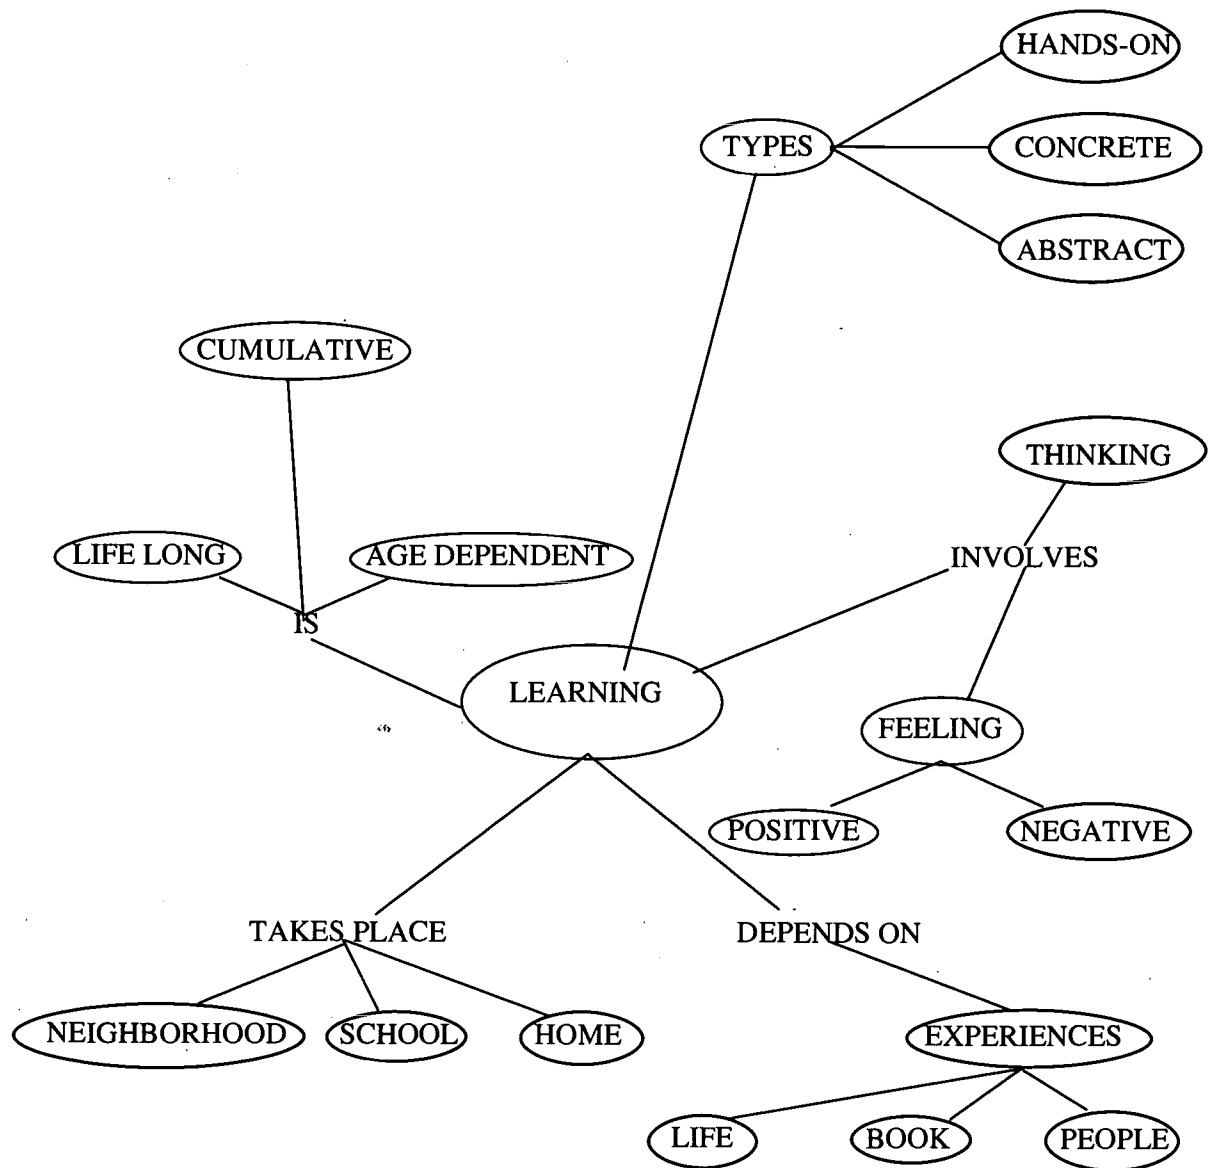 HANDS-ON
TYPES
CONCRETE
ABSTRACT
CUMULATIVE
THINKING
LIFE LONG
AGE DEPENDENT
INVOLVES
IS
LEARNING
FEELING
POSITIVE
NEGATIVE
TAKES PLACE
DEPENDS ON
NEIGHBORHOOD
SCHOOL
HOME
EXPERIENCES
LIFE
BOOK
PEOPLE